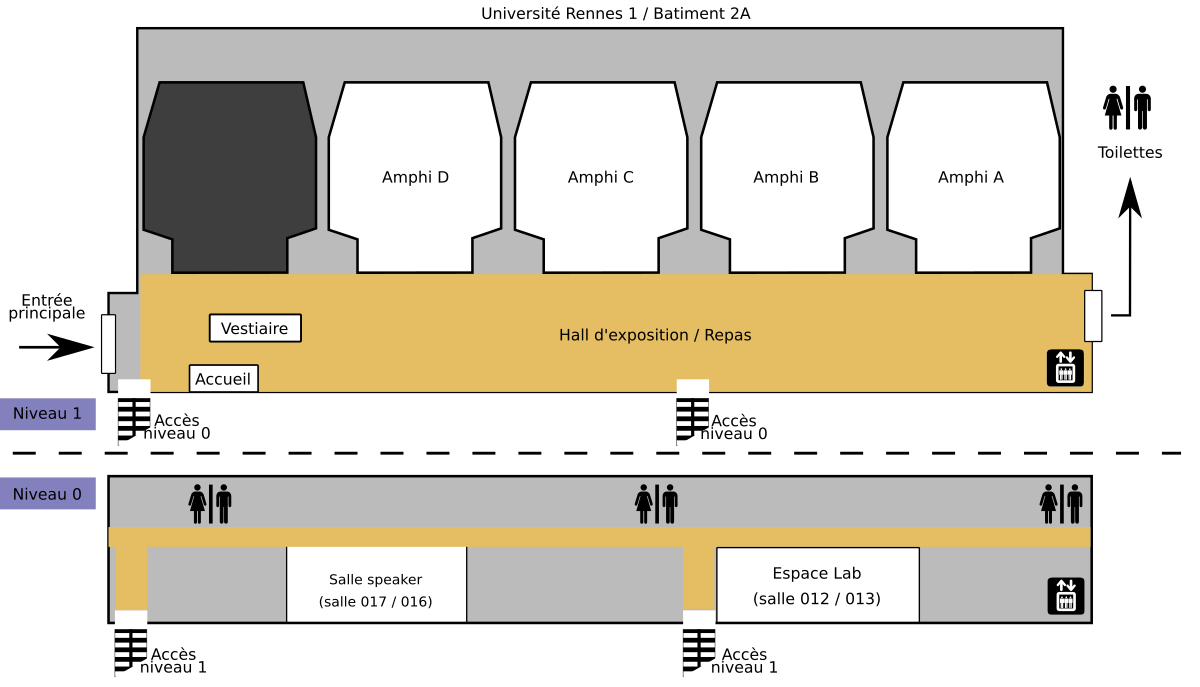 Université Rennes 1 / Batiment 2A
Toilettes
Amphi D
Amphi C
Amphi B
Amphi A
Entrée
principale
Vestiaire
Hall d'exposition / Repas
Accueil
Niveau 1
Accès
niveau 0
Accès
niveau 0
Niveau 0
Salle speaker
(salle 017 / 016)
Espace Lab
(salle 012 / 013)
Accès
niveau 1
Accès
niveau 1